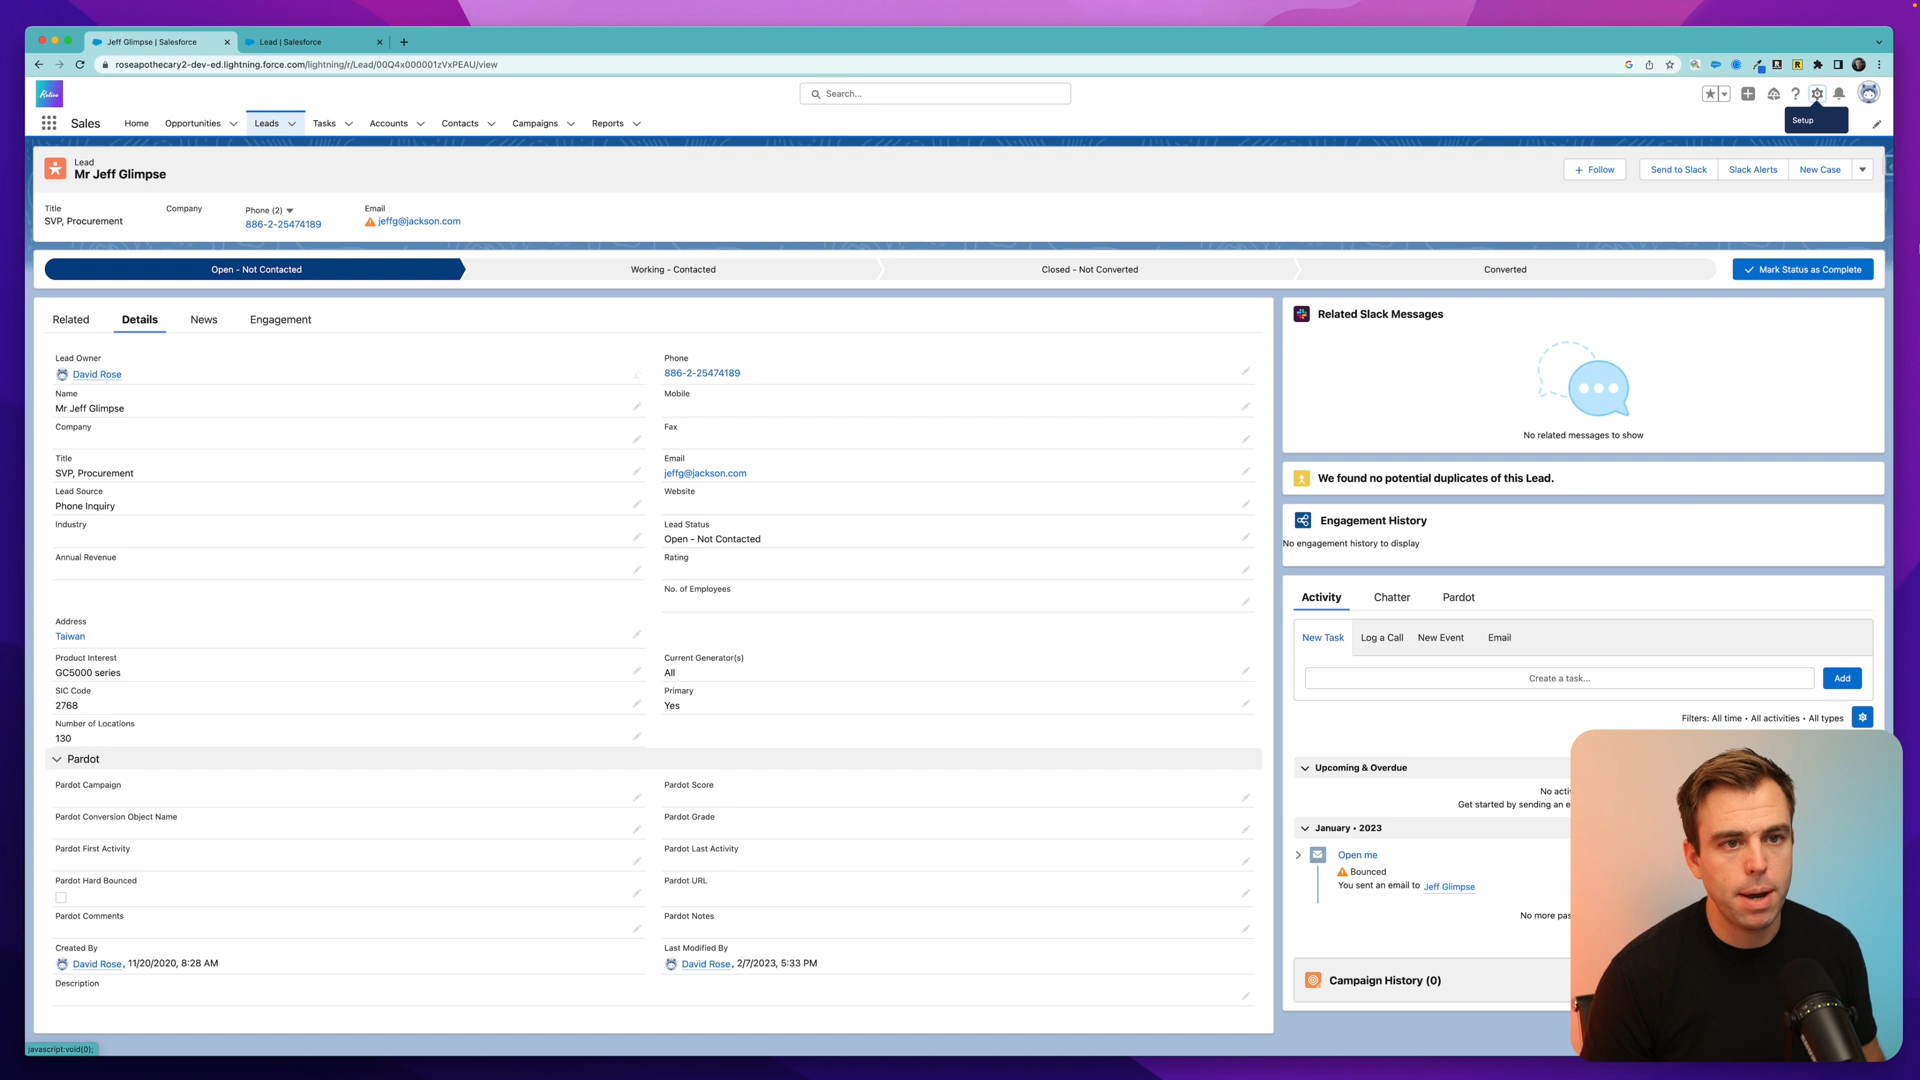 Jeff Glimpse | Salesforce
Lead | Salesforce
roseapothecary2-dev-ed.lightning.force.com/lightning/r/Lead/00Q4x000001zVxPEAU/view
Search...
Setup
Sales
Home
Opportunities
Leads
Tasks
Accounts
Contacts
Campaigns
Reports
Lead
Mr Jeff Glimpse
+ Follow
Send to Slack
Slack Alerts
New Case
Title
SVP, Procurement
Company
Phone (2)
886-2-25474189
Email
jeffg@jackson.com
Open - Not Contacted
Working - Contacted
Closed - Not Converted
Converted
Mark Status as Complete
Related
Details
News
Engagement
Lead Owner
David Rose
Name
Mr Jeff Glimpse
Company
Title
SVP, Procurement
Lead Source
Phone Inquiry
Industry
Annual Revenue
Address
Taiwan
Product Interest
GC5000 series
SIC Code
2768
Number of Locations
130
Phone
886-2-25474189
Mobile
Fax
Email
jeffg@jackson.com
Website
Lead Status
Open - Not Contacted
Rating
No. of Employees
Current Generator(s)
All
Primary
Yes
Pardot
Pardot Campaign
Pardot Conversion Object Name
Pardot First Activity
Pardot Hard Bounced
Pardot Comments
Created By
David Rose, 11/20/2020, 8:28 AM
Description
Pardot Score
Pardot Grade
Pardot Last Activity
Pardot URL
Pardot Notes
Last Modified By
David Rose, 2/7/2023, 5:33 PM
Related Slack Messages
No related messages to show
We found no potential duplicates of this Lead.
Engagement History
No engagement history to display
Activity
Chatter
Pardot
New Task
Log a Call
New Event
Email
Create a task...
Add
Filters: All time • All activities • All types
Upcoming & Overdue
No acti
Get started by sending an e
January • 2023
Open me
Bounced
You sent an email to Jeff Glimpse
No more pas
Campaign History (0)
javascript:void(0);